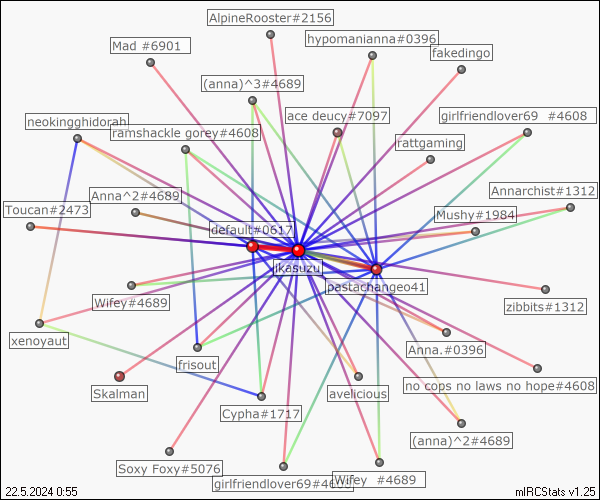 AlpineRooster#2156
hypomanianna#0396
Mad #6901
fakedingo
(anna)^3#4689
neokingghidorah
ramshackle gorey#4608
ace deucy#7097
girlfriendlover69 #4608
rattgaming
Anna^2#4689
Annarchist#1312
Toucan#2473
Mushy#1984
default#0617
jkasuzu
pastachangeo41
Wifey#4689
zibbits#1312
xenoyaut
frisout
Anna.#0396
Skalman
avelicious
no cops no laws no hope#4608
Cypha#1717
(anna)^2#4689
Soxy Foxy#5076
girlfriendlover69#4608
Wifey #4689
22.5.2024 0:55
mIRCStats v1.25